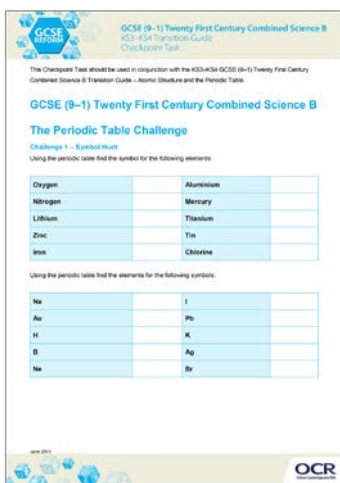 GCSE REFORM
GCSE (9–1) Twenty First Century Combined Science B
KS3–KS4 Transition Guide
Checkpoint Task
This Checkpoint Task should be used in conjunction with the KS3–KS4 GCSE (9–1) Twenty First Century
Combined Science B Transition Guide – Atomic Structure and the Periodic Table.
GCSE (9–1) Twenty First Century Combined Science B
The Periodic Table Challenge
Challenge 1 – Symbol Hunt
Using the periodic table find the symbol for the following elements:
Oxygen Aluminium
Nitrogen Mercury
Lithium Titanium
Zinc Tin
Iron Chlorine
Using the periodic table find the elements for the following symbols:
Na I
Au Pb
H K
B Ag
Ne Br
OCR